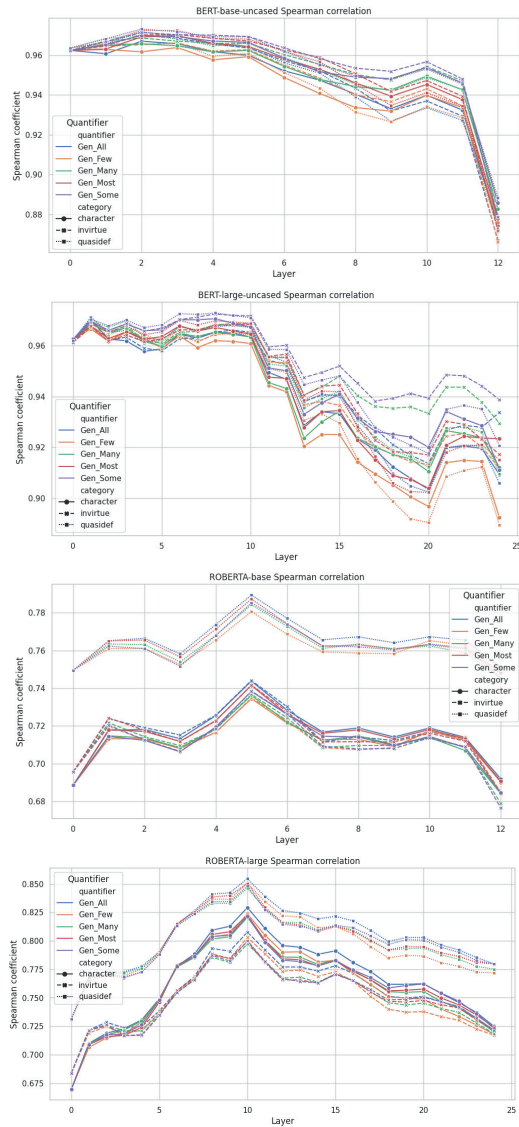 BERT-base-uncased Spearman correlation
Spearman coefficient
0.96
0.94
0.92
0.90
0.88
Quantifier
quantifier
Gen_All
Gen_Few
Gen_Many
Gen_Most
Gen_Some
category
character
invirtue
quasidef
0 2 4 6 8 10 12
Layer
BERT-large-uncased Spearman correlation
Spearman coefficient
0.96
0.94
0.92
0.90
Quantifier
quantifier
Gen_All
Gen_Few
Gen_Many
Gen_Most
Gen_Some
category
character
invirtue
quasidef
0 5 10 15 20 25
Layer
ROBERTA-base Spearman correlation
Spearman coefficient
0.78
0.76
0.74
0.72
0.70
0.68
Quantifier
quantifier
Gen_All
Gen_Few
Gen_Many
Gen_Most
Gen_Some
category
character
invirtue
quasidef
0 2 4 6 8 10 12
Layer
ROBERTA-large Spearman correlation
Spearman coefficient
0.850
0.825
0.800
0.775
0.750
0.725
0.700
0.675
Quantifier
quantifier
Gen_All
Gen_Few
Gen_Many
Gen_Most
Gen_Some
category
character
invirtue
quasidef
0 5 10 15 20 25
Layer